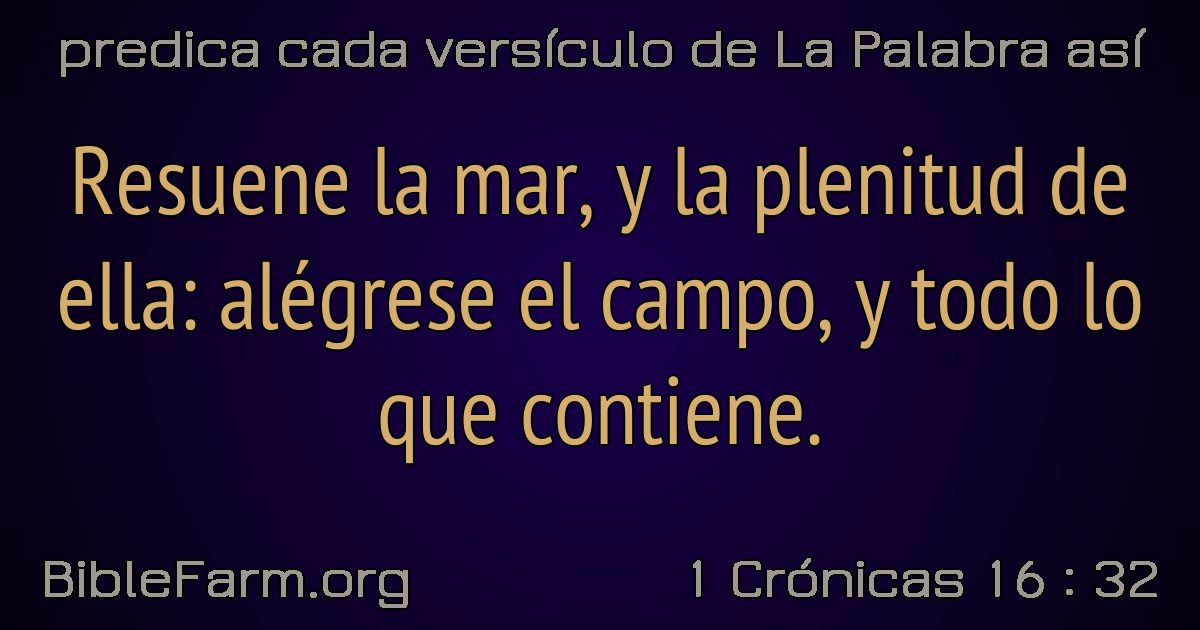 predica cada versículo de La Palabra así
Resuene la mar, y la plenitud de
ella: alégrese el campo, y todo lo
que contiene.
BibleFarm.org
1 Crónicas 16 : 32